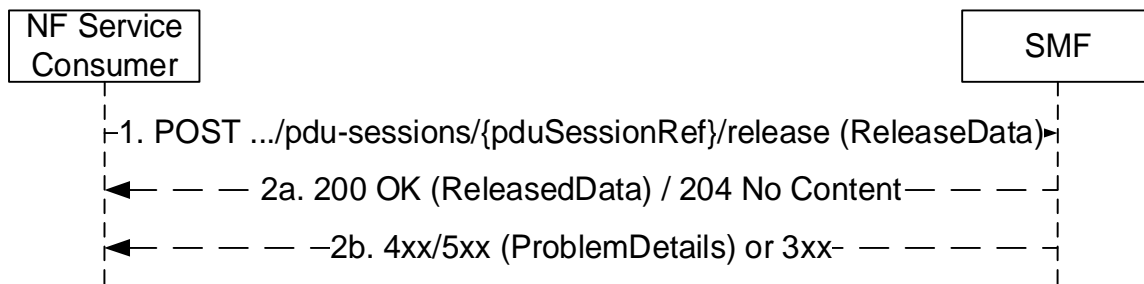 NF Service
Consumer
SMF
1. POST .../pdu-sessions/{pduSessionRef}/release (ReleaseData)
2a. 200 OK (ReleasedData) / 204 No Content
2b. 4xx/5xx (ProblemDetails) or 3xx